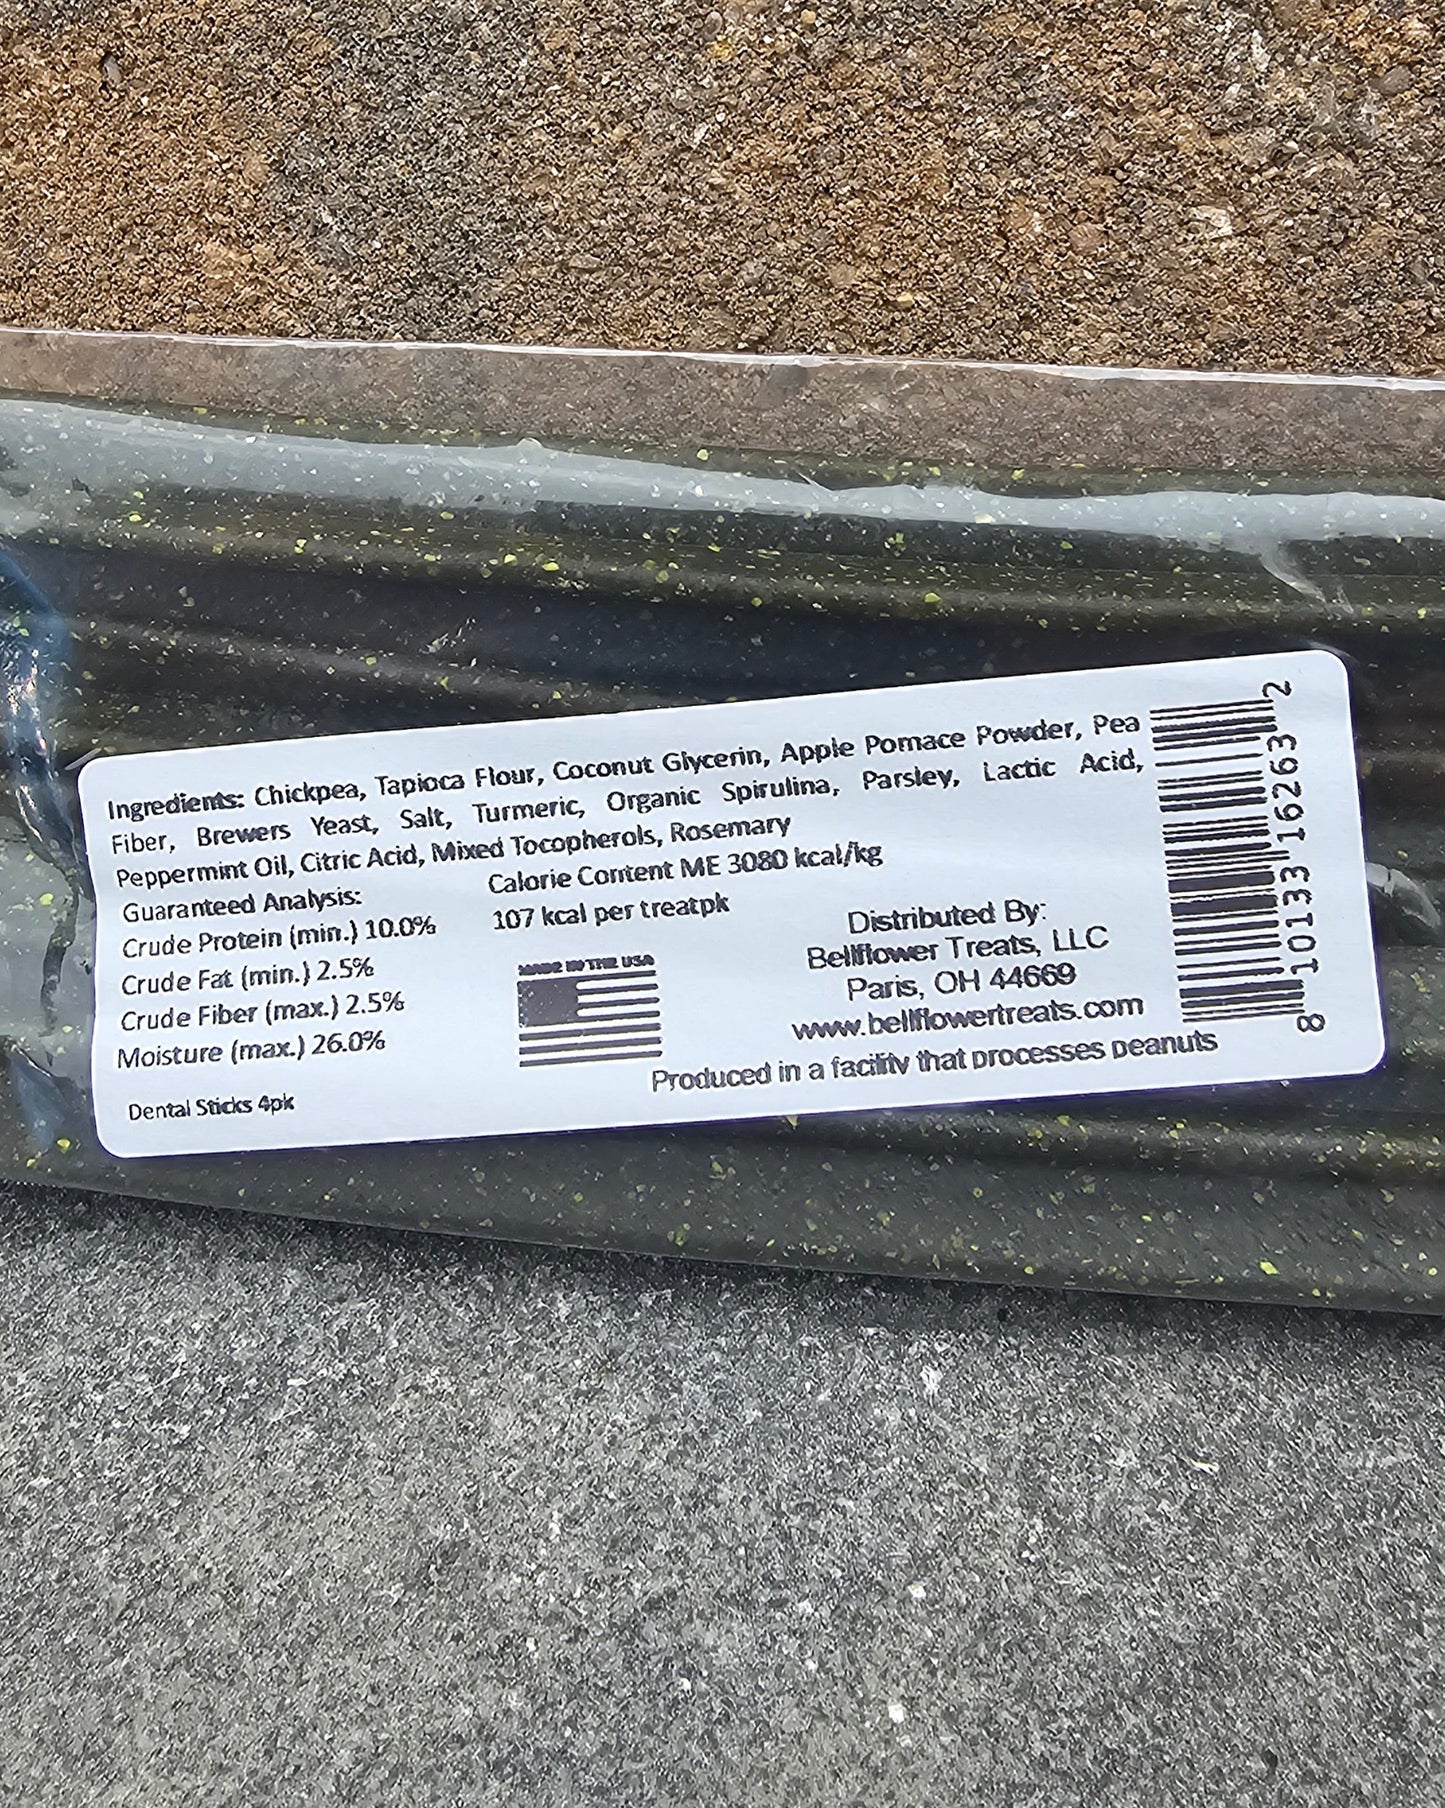 Ingredients: Chickpea, Tapioca Flour, Coconut Glycerin, Apple Pomace Powder, Pea
Fiber, Brewers Yeast, Salt, Turmeric, Organic Spirulina, Parsley, Lactic Acid,
Peppermint Oil, Citric Acid, Mixed Tocopherols, Rosemary
Guaranteed Analysis:
Crude Protein (min.) 10.0%
Crude Fat (min.) 2.5%
Crude Fiber (max.) 2.5%
Moisture (max.) 26.0%
Dental Sticks 4pk
Calorie Content ME 3080 kcal/kg
107 kcal per treatpk
MADE IN THE USA
Distributed By:
Bellflower Treats, LLC
Paris, OH 44669
www.bellflowertreats.com
Produced in a facility that processes peanuts
8 10133 16263 2